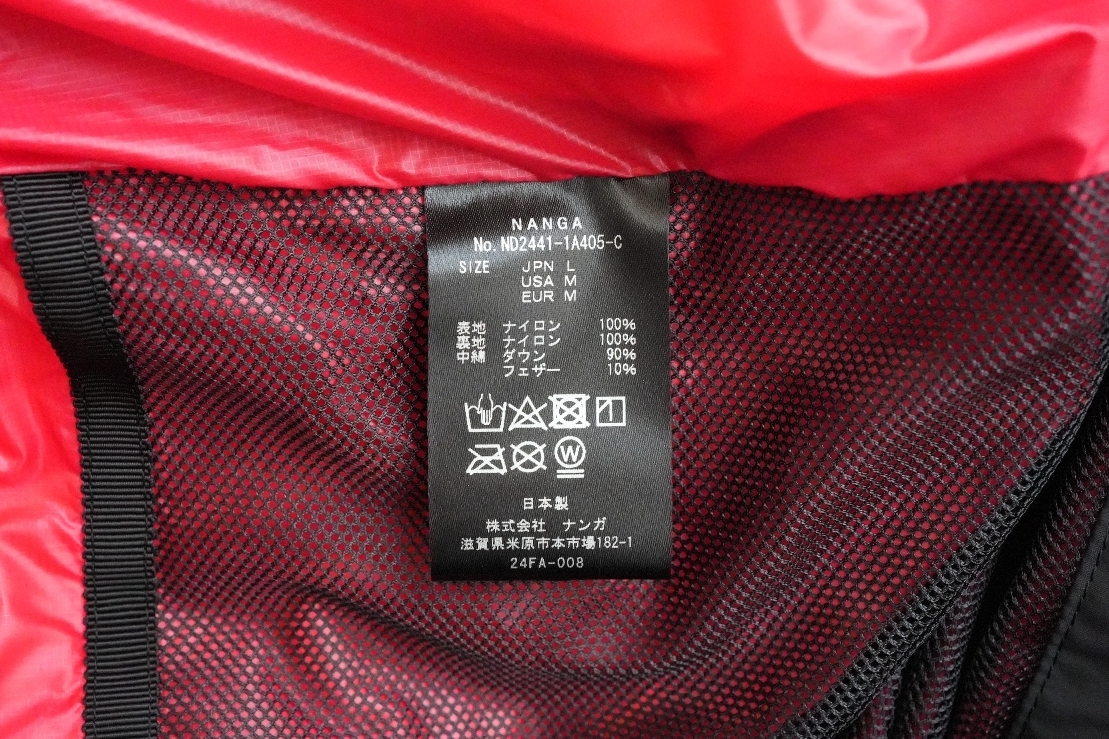 NANGA
No. ND2441-1A405-C
SIZE JPN L
USA M
EUR M
表地 ナイロン 100%
裏地 ナイロン 100%
中綿 ダウン 90%
フェザー 10%
W
日本製
株式会社 ナンガ
滋賀県米原市本市場182-1
24FA-008